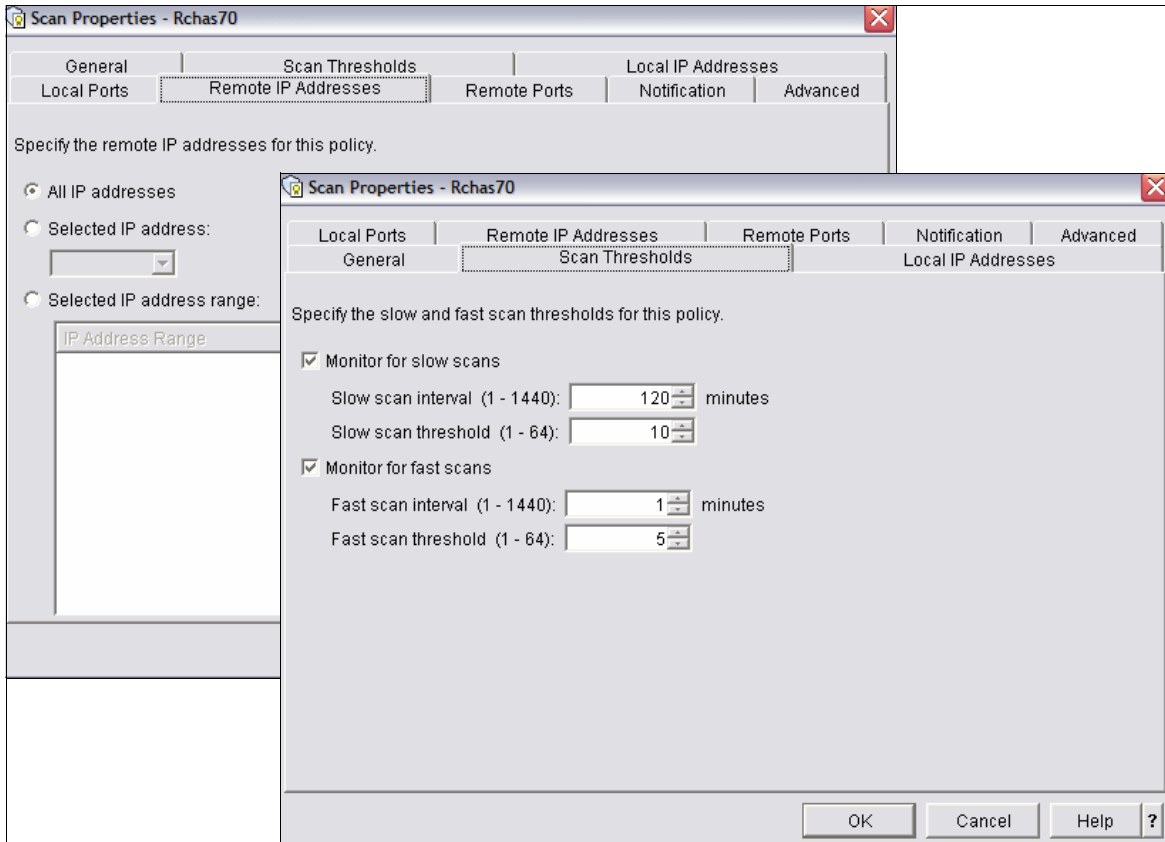 Scan Properties - Rchas70
General Scan Thresholds Local IP Addresses
Local Ports Remote IP Addresses Remote Ports Notification Advanced
Specify the remote IP addresses for this policy.
All IP addresses
Selected IP address:
Selected IP address range:
IP Address Range
Scan Properties - Rchas70
Local Ports Remote IP Addresses Remote Ports Notification Advanced
General Scan Thresholds Local IP Addresses
Specify the slow and fast scan thresholds for this policy.
Monitor for slow scans
Slow scan interval (1 - 1440): 120 minutes
Slow scan threshold (1 - 64): 10
Monitor for fast scans
Fast scan interval (1 - 1440): 1 minutes
Fast scan threshold (1 - 64): 5
OK Cancel Help ?